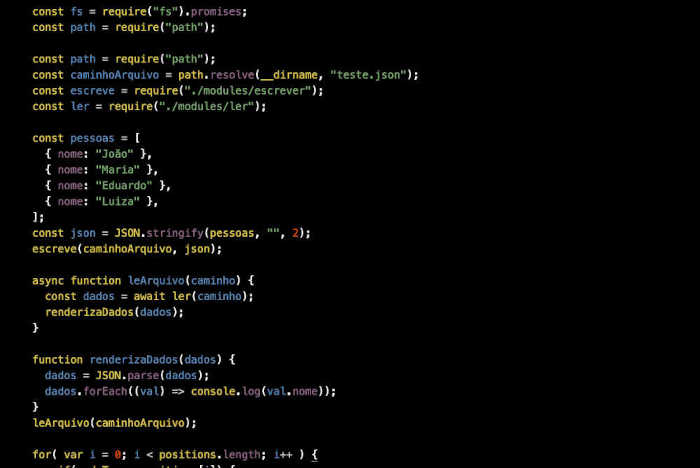 const fs = require("fs").promises;
const path = require("path");
const path = require("path");
const caminhoArquivo = path.resolve(__dirname, "teste.json");
const escreve = require("./modules/escrever");
const ler = require("./modules/ler");
const pessoas = [
{ nome: "João" },
{ nome: "Maria" },
{ nome: "Eduardo" },
{ nome: "Luiza" },
];
const json = JSON.stringify(pessoas, "", 2);
escreve(caminhoArquivo, json);
async function leArquivo(caminho) {
const dados = await ler(caminho);
renderizaDados(dados);
}
function renderizaDados(dados) {
dados = JSON.parse(dados);
dados.forEach((val) => console.log(val.nome));
}
leArquivo(caminhoArquivo);
for( var i = 0; i < positions.length; i++ ) {